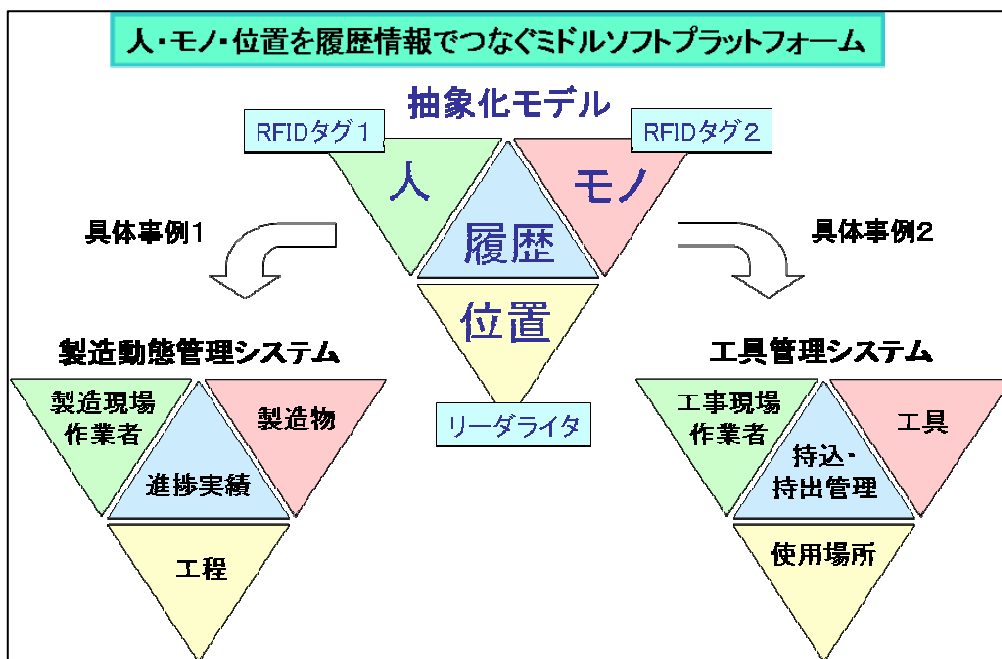 人・モノ・位置を履歴情報でつなぐミドルソフトプラットフォーム
抽象化モデル
RFIDタグ1
RFIDタグ2
人
モノ
履歴
位置
リーダライタ
具体事例1
具体事例2
製造動態管理システム
製造現場
作業者
製造物
進捗実績
工程
工具管理システム
工事現場
作業者
工具
持込・
持出管理
使用場所